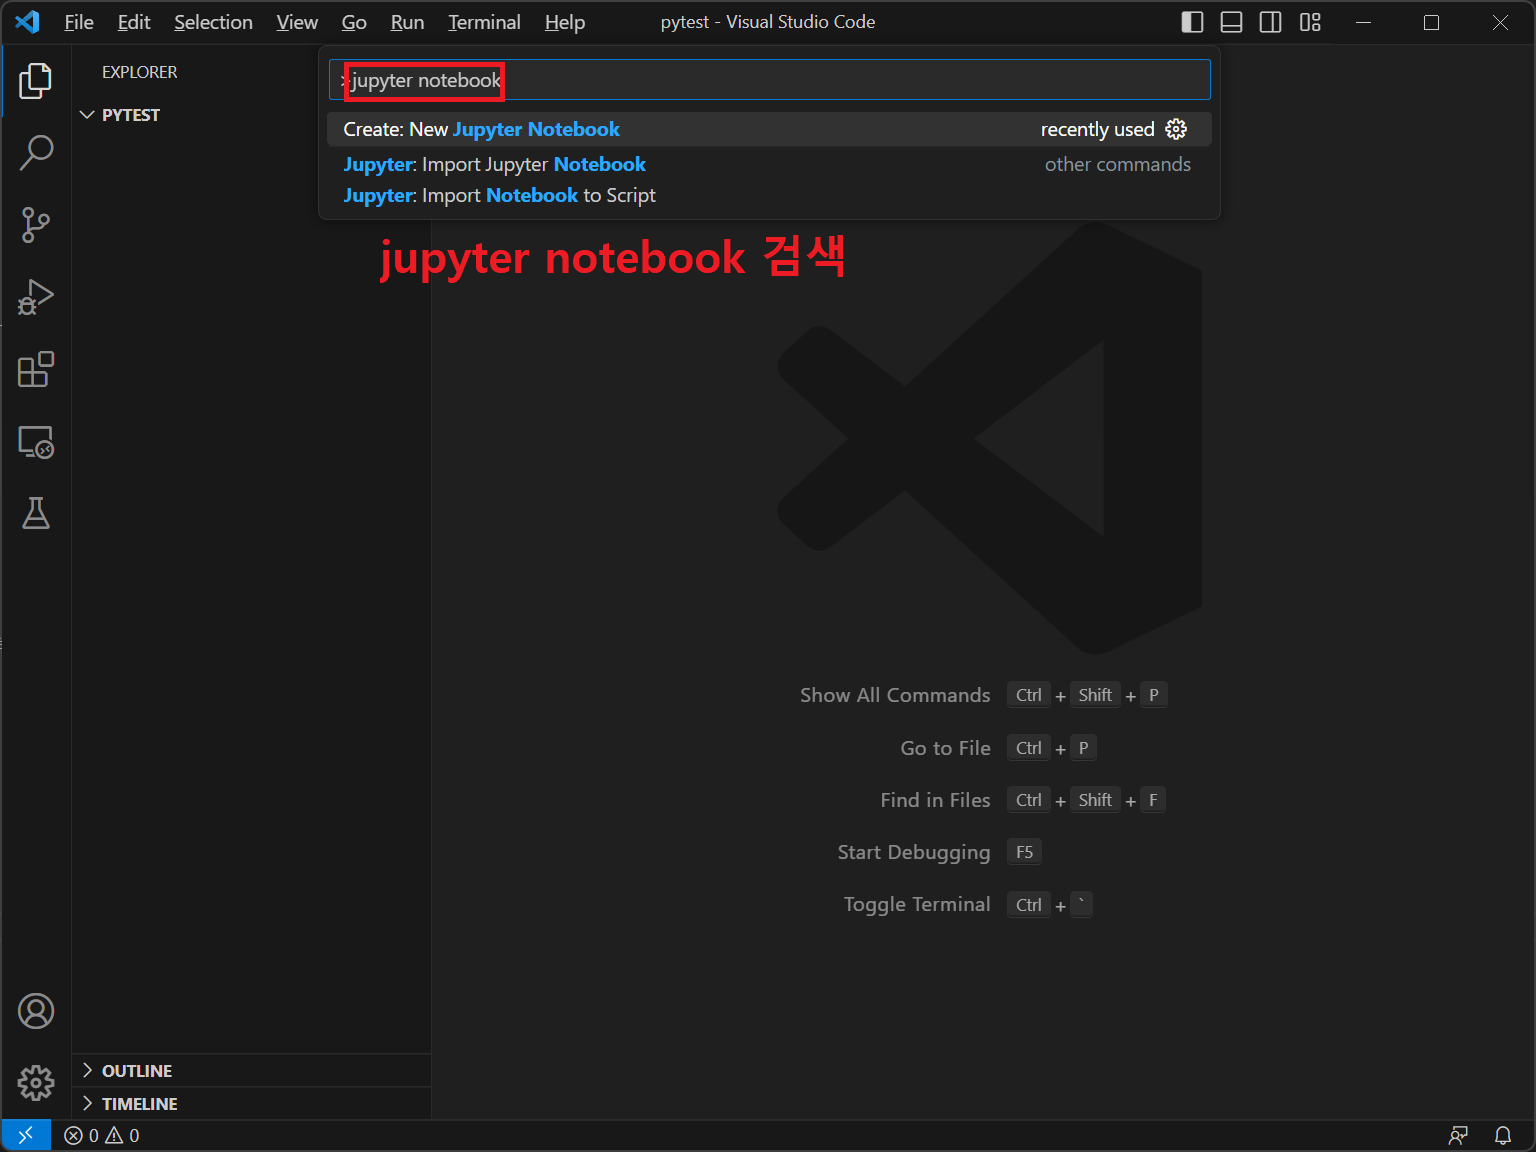 File Edit Selection View Go Run Terminal Help pytest - Visual Studio Code
EXPLORER
PYTEST
>jupyter notebook
Create: New Jupyter Notebook recently used
Jupyter: Import Jupyter Notebook other commands
Jupyter: Import Notebook to Script
jupyter notebook 검색
Show All Commands Ctrl + Shift + P
Go to File Ctrl + P
Find in Files Ctrl + Shift + F
Start Debugging F5
Toggle Terminal Ctrl + `
OUTLINE
TIMELINE
0 0